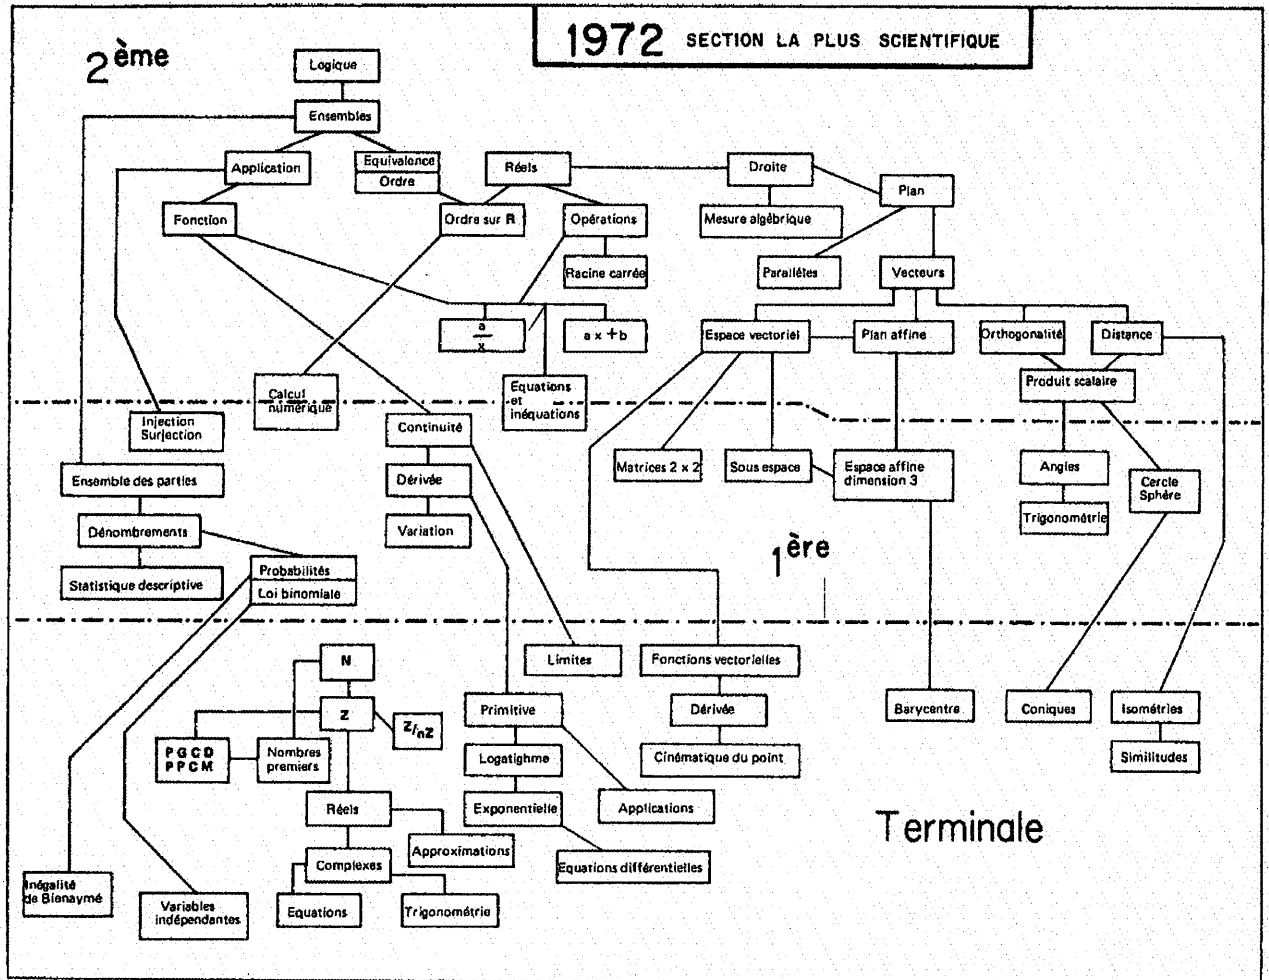 1972 SECTION LA PLUS SCIENTIFIQUE
2ème
Logique
Ensembles
Application
Equivalence
Ordre
Réels
Droite
Plan
Fonction
Ordre sur R
Opérations
Mesure algébrique
Racine carrée
Parallétes
Vecteurs
a
x
a x + b
Espace vectoriel
Plan affine
Orthogonalité
Distance
Calcul
numérique
Equations
et
inéquations
Produit scalaire
Injection
Surjection
Continuité
Ensemble des parties
Dérivée
Matrices 2 x 2
Sous espace
Espace affine
dimension 3
Angles
Cercle
Sphère
Dénombrements
Variation
Trigonométrie
1ère
Statistique descriptive
Probabilités
Loi binomiale
N
Limites
Fonctions vectorielles
Z
Z/nZ
Primitive
Dérivée
Barycentre
Coniques
Isométries
P G C D
P P C M
Nombres
premiers
Logatighme
Cinématique du point
Similitudes
Réels
Exponentielle
Applications
Terminale
Approximations
Complexes
Equations différentielles
Inégalité
de Bienaymé
Variables
indépendantes
Equations
Trigonométrie